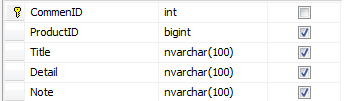 CommenID int
ProductID bigint
Title nvarchar(100)
Detail nvarchar(100)
Note nvarchar(100)